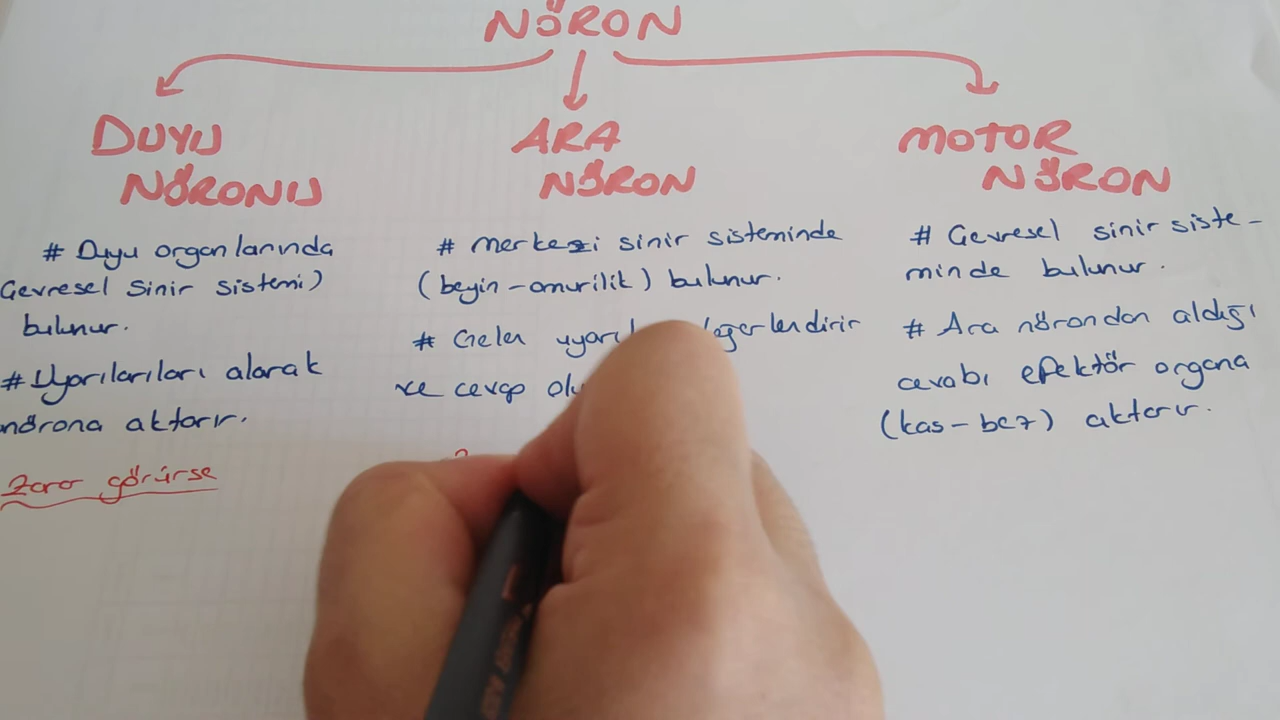 NÖRON
DUYU
NÖRONU
# Duyu organlarında
Çevresel sinir sistemi)
bulunur.
# Uyarılarıları alarak
nörona aktarır.
Zarar görürse
ARA
NÖRON
# merkezi sinir sisteminde
(beyin-omurilik) bulunur.
# Gelen
ve cevap
MOTOR
NÖRON
# Çevresel sinir siste-
minde bulunur.
# Ara nörondan aldığı
cevabı efektör organa
(kas-bez) aktarır.